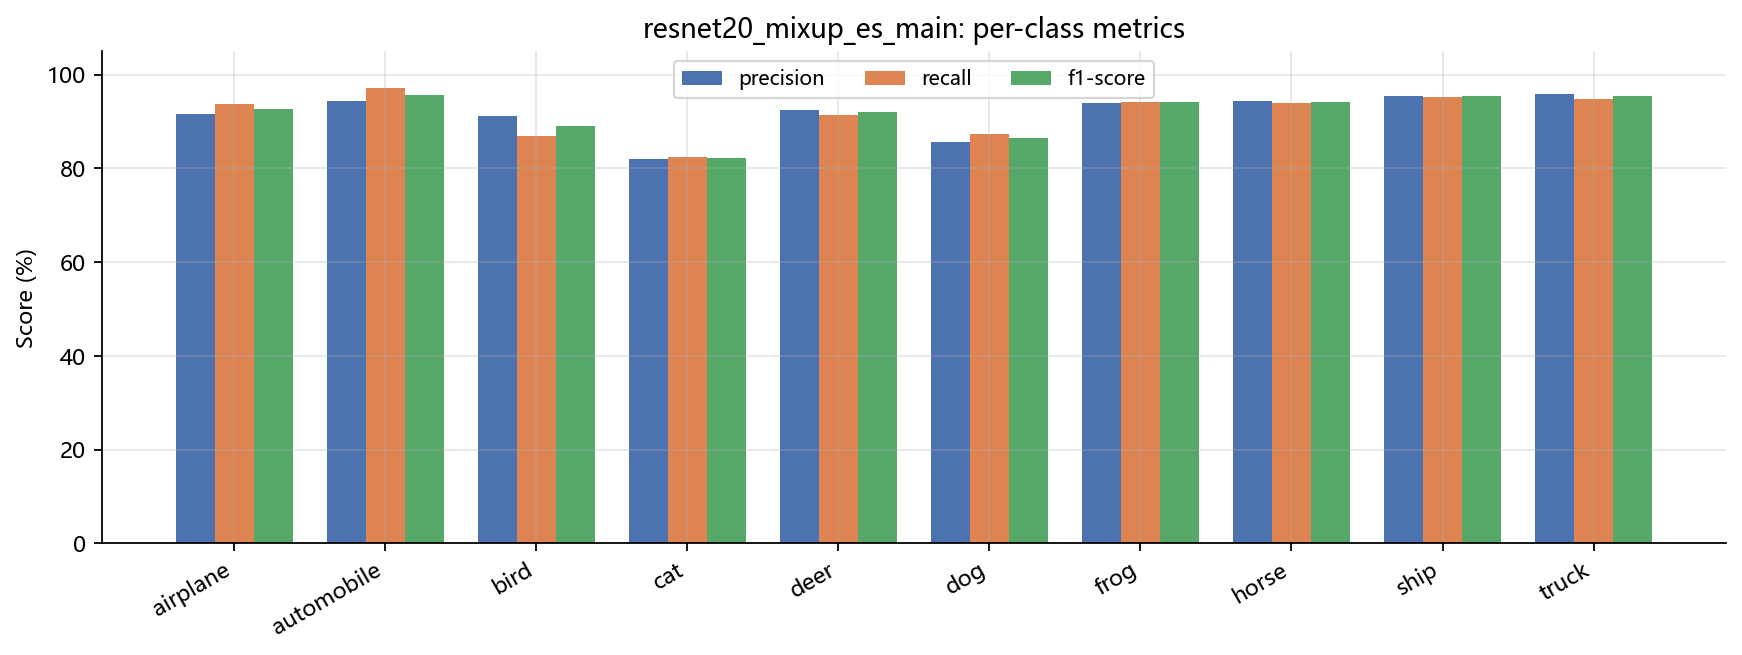 resnet20_mixup_es_main: per-class metrics
precision recall f1-score
Score (%)
100
80
60
40
20
0
airplane automobile bird cat deer dog frog horse ship truck